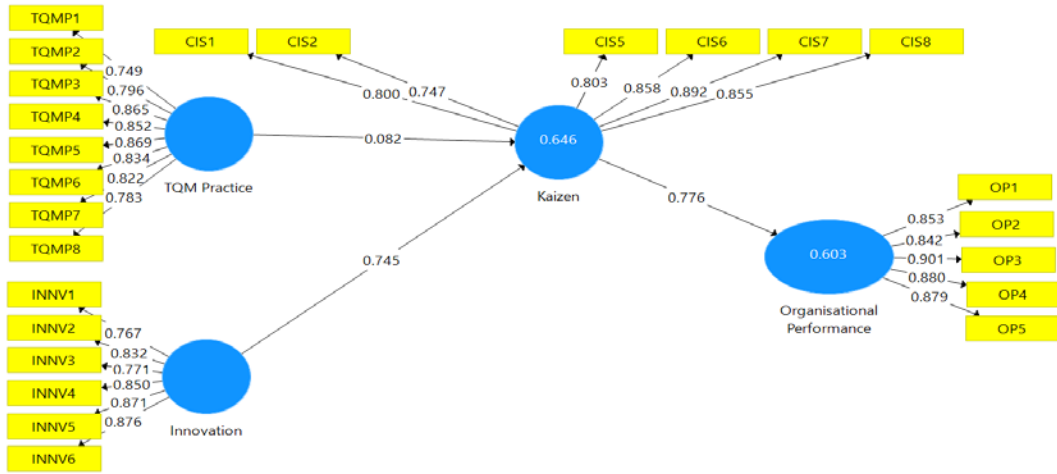 TQMP1
TQMP2
TQMP3
TQMP4
TQMP5
TQMP6
TQMP7
TQMP8
0.749
0.796
0.865
0.852
0.869
0.834
0.822
0.783
TQM Practice
CIS1
CIS2
CIS5
CIS6
CIS7
CIS8
0.800
0.747
0.803
0.858
0.892
0.855
0.082
0.646
Kaizen
0.776
0.745
INNV1
INNV2
INNV3
INNV4
INNV5
INNV6
0.767
0.832
0.771
0.850
0.871
0.876
Innovation
0.603
Organisational
Performance
0.853
0.842
0.901
0.880
0.879
OP1
OP2
OP3
OP4
OP5